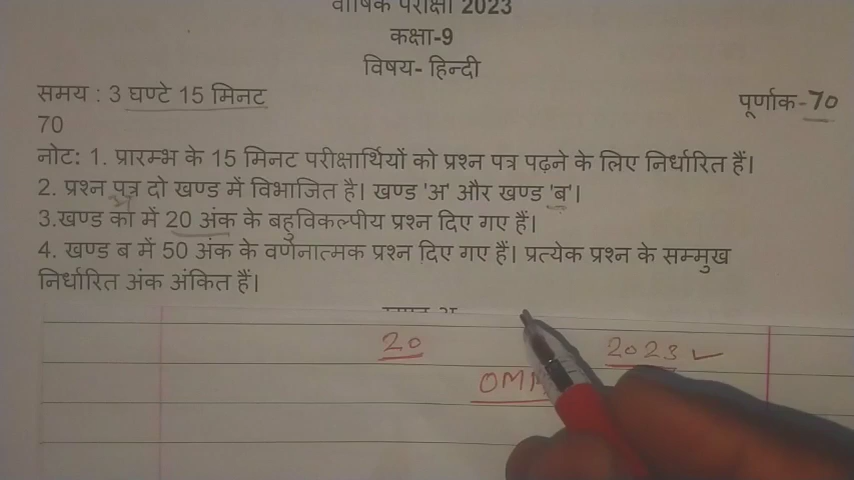 वार्षिक परीक्षा 2023
कक्षा-9
विषय- हिन्दी
समय : 3 घण्टे 15 मिनट
पूर्णांक-70
70
नोट: 1. प्रारम्भ के 15 मिनट परीक्षार्थियों को प्रश्न पत्र पढ़ने के लिए निर्धारित हैं।
2. प्रश्न पत्र दो खण्ड में विभाजित है। खण्ड 'अ' और खण्ड 'ब'।
अ
3.खण्ड का में 20 अंक के बहुविकल्पीय प्रश्न दिए गए हैं।
4. खण्ड ब में 50 अंक के वर्णनात्मक प्रश्न दिए गए हैं। प्रत्येक प्रश्न के सम्मुख
निर्धारित अंक अंकित हैं।
20 2023 ✓